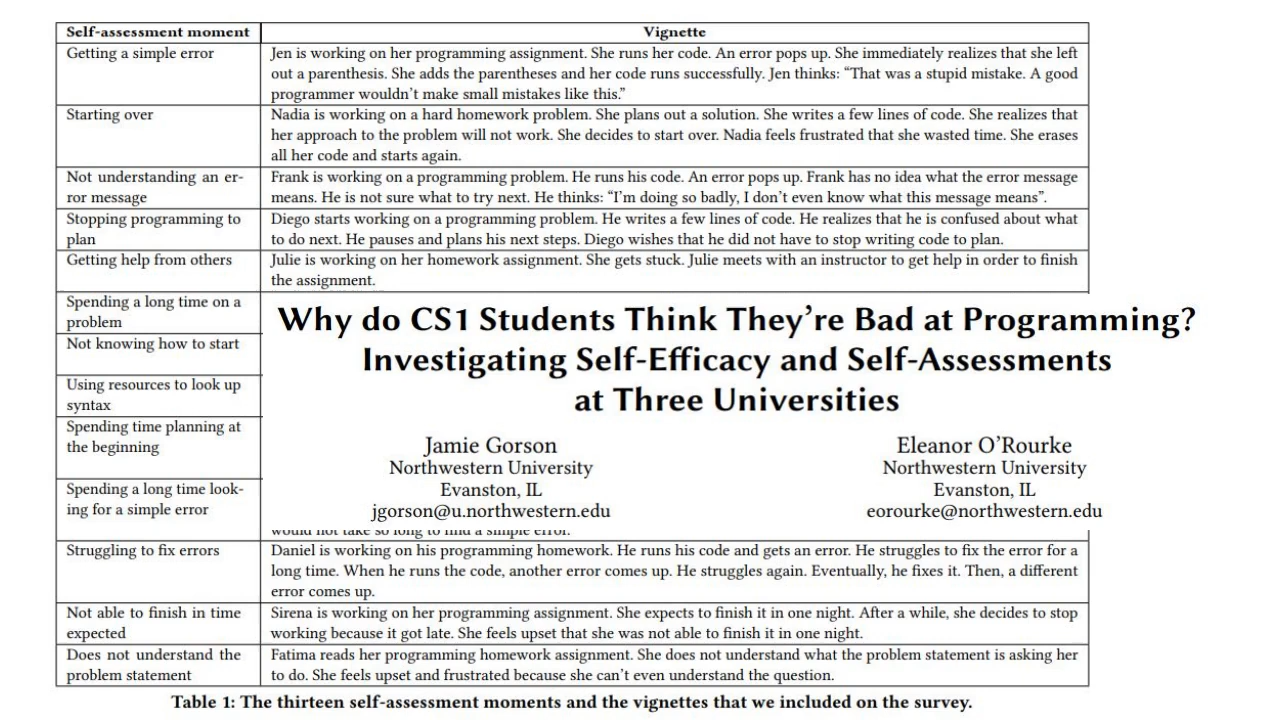 Self-assessment moment Vignette
Getting a simple error Jen is working on her programming assignment. She runs her code. An error pops up. She immediately realizes that she left
out a parenthesis. She adds the parentheses and her code runs successfully. Jen thinks: “That was a stupid mistake. A good
programmer wouldn’t make small mistakes like this.”
Starting over Nadia is working on a hard homework problem. She plans out a solution. She writes a few lines of code. She realizes that
her approach to the problem will not work. She decides to start over. Nadia feels frustrated that she wasted time. She erases
all her code and starts again.
Not understanding an er- Frank is working on a programming problem. He runs his code. An error pops up. Frank has no idea what the error message
ror message means. He is not sure what to try next. He thinks: “I’m doing so badly, I don’t even know what this message means”.
Stopping programming to Diego starts working on a programming problem. He writes a few lines of code. He realizes that he is confused about what
plan to do next. He pauses and plans his next steps. Diego wishes that he did not have to stop writing code to plan.
Getting help from others Julie is working on her homework assignment. She gets stuck. Julie meets with an instructor to get help in order to finish
the assignment.
Spending a long time on a
problem
Not knowing how to start
Using resources to look up
syntax
Spending time planning at
the beginning
Spending a long time look-
ing for a simple error
Why do CS1 Students Think They’re Bad at Programming?
Investigating Self-Efficacy and Self-Assessments
at Three Universities
Jamie Gorson Eleanor O’Rourke
Northwestern University Northwestern University
Evanston, IL Evanston, IL
jgorson@u.northwestern.edu eorourke@northwestern.edu
would not take so long to find a simple error.
Struggling to fix errors Daniel is working on his programming homework. He runs his code and gets an error. He struggles to fix the error for a
long time. When he runs the code, another error comes up. He struggles again. Eventually, he fixes it. Then, a different
error comes up.
Not able to finish in time Sirena is working on her programming assignment. She expects to finish it in one night. After a while, she decides to stop
expected working because it got late. She feels upset that she was not able to finish it in one night.
Does not understand the Fatima reads her programming homework assignment. She does not understand what the problem statement is asking her
problem statement to do. She feels upset and frustrated because she can’t even understand the question.
Table 1: The thirteen self-assessment moments and the vignettes that we included on the survey.